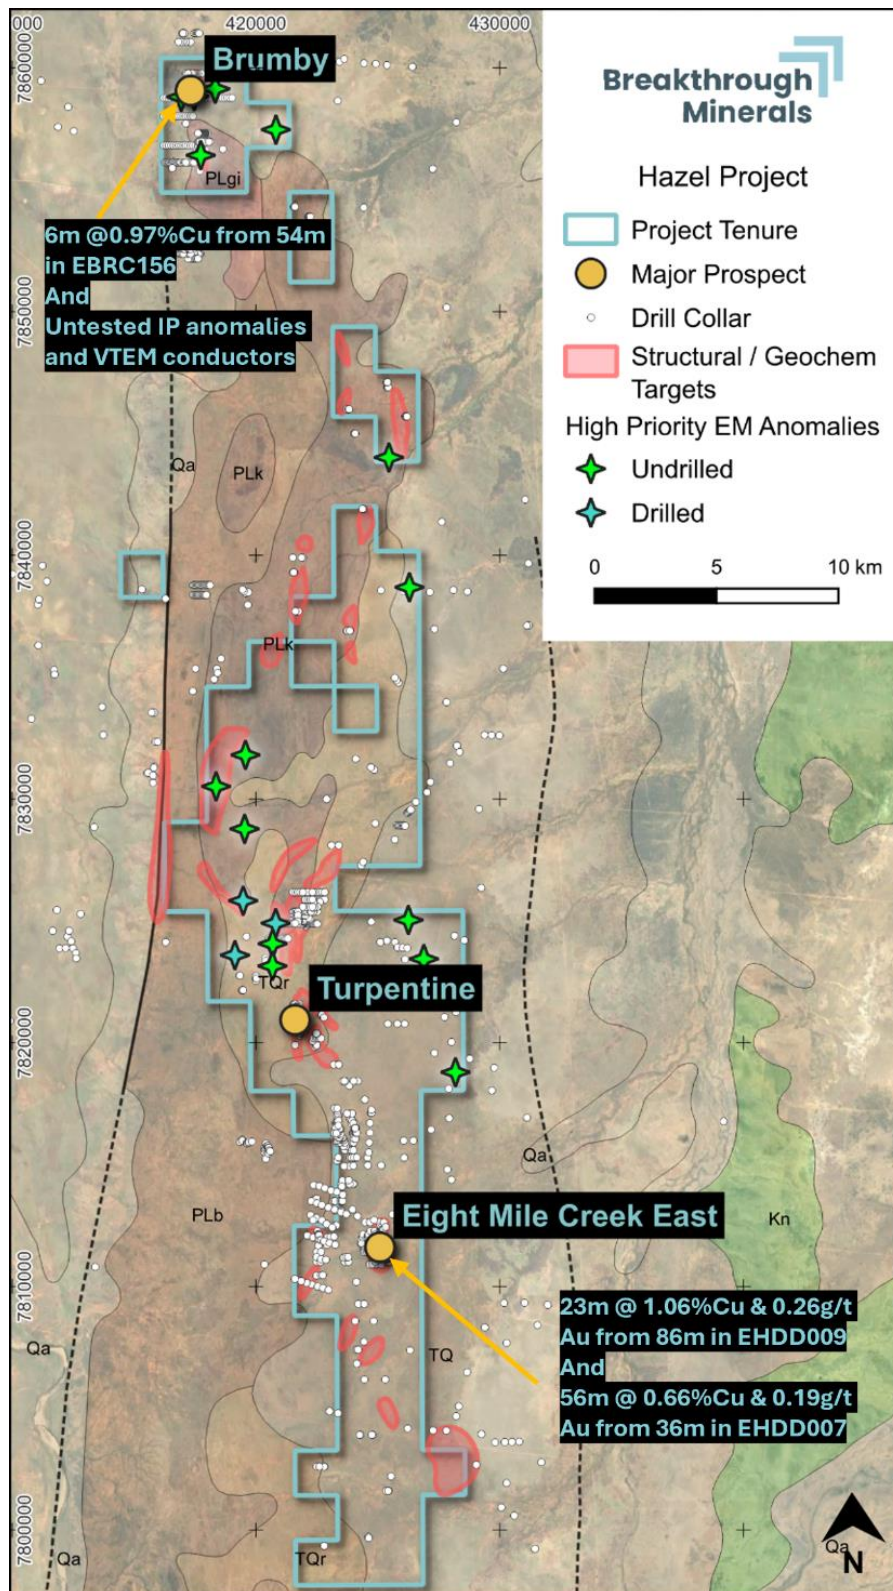 000
420000
430000
7860000
Brumby
PLgi
6m @0.97%Cu from 54m
in EBRC156
And
Untested IP anomalies
and VTEM conductors
7850000
Qa
PLk
7840000
PLk
7830000
TQr
Turpentine
7820000
Qa
PLb
Eight Mile Creek East
Kn
7810000
23m @ 1.06%Cu & 0.26g/t
Au from 86m in EHDD009
And
56m @ 0.66%Cu & 0.19g/t
Au from 36m in EHDD007
Qa
TQ
7800000
Qa
TQr
Qa
N
Breakthrough
Minerals
Hazel Project
Project Tenure
Major Prospect
Drill Collar
Structural / Geochem
Targets
High Priority EM Anomalies
Undrilled
Drilled
0 5 10 km